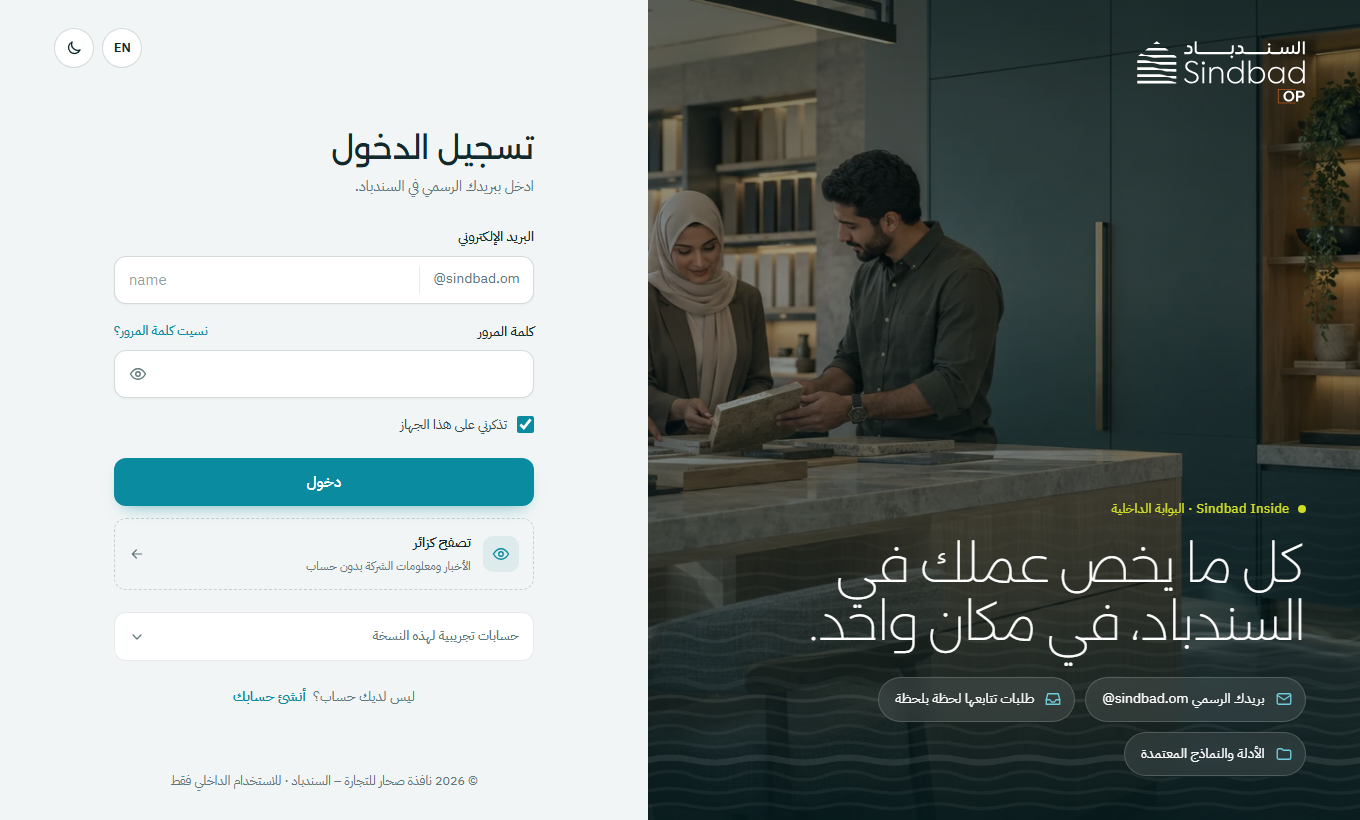 السنـدبـاد
Sindbad
OP
Sindbad Inside · البوابة الداخلية
كل ما يخص عملك في
السندباد، في مكان واحد.
بريدك الرسمي @sindbad.om
طلبات تتابعها لحظة بلحظة
الأدلة والنماذج المعتمدة
EN
تسجيل الدخول
ادخل ببريدك الرسمي في السندباد.
البريد الإلكتروني
@sindbad.om
name
كلمة المرور
نسيت كلمة المرور؟
تذكرني على هذا الجهاز
دخول
تصفح كزائر
الأخبار ومعلومات الشركة بدون حساب
حسابات تجريبية لهذه النسخة
ليس لديك حساب؟ أنشئ حسابك
© 2026 نافذة صحار للتجارة – السندباد · للاستخدام الداخلي فقط